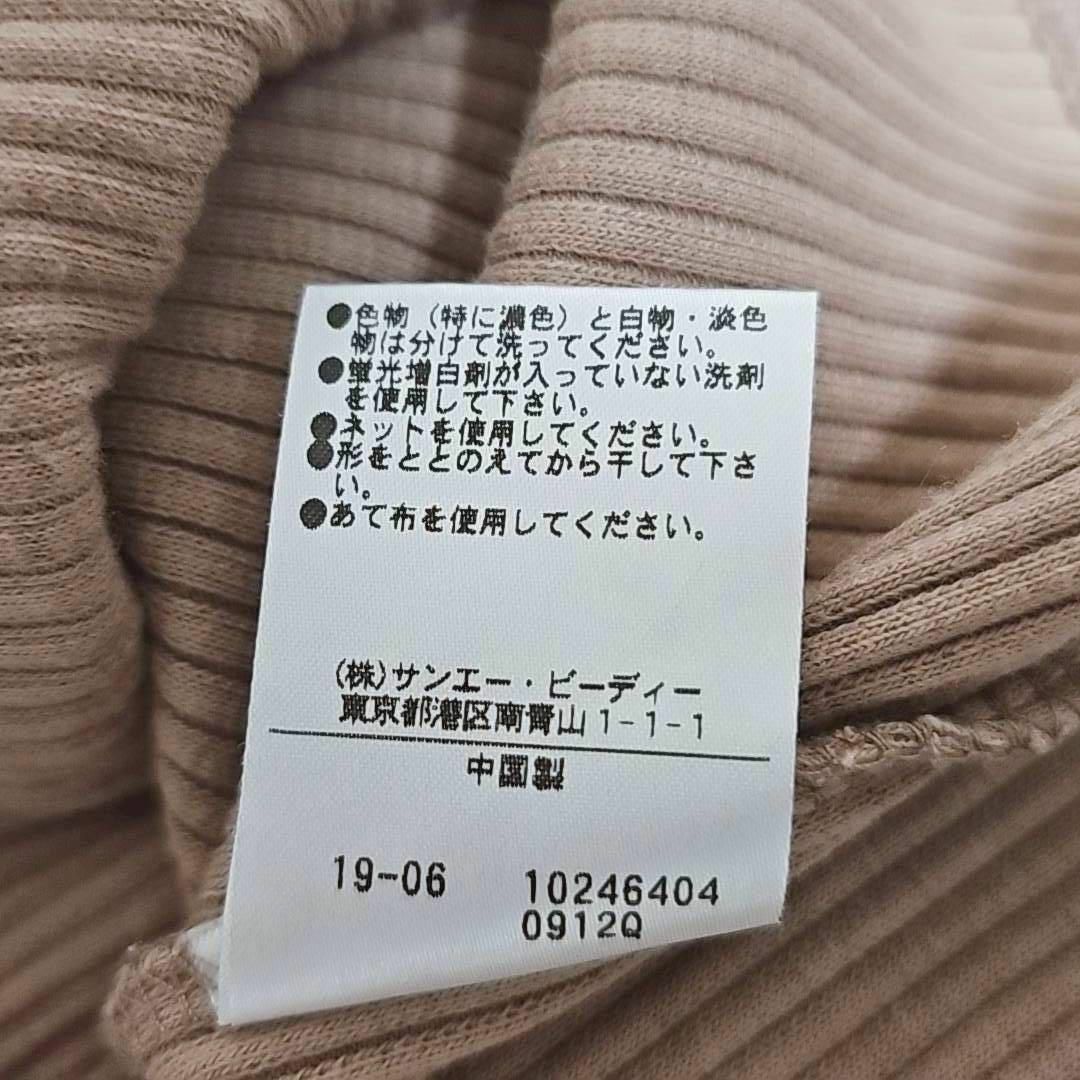 ●色物（特に濃色）と白物・淡色
物は分けて洗ってください。
●蛍光増白剤が入っていない洗剤
を使用して下さい。
●ネットを使用してください。
●形をととのえてから干して下さ
い。
●あて布を使用してください。
(株)サンエー・ビーディー
東京都港区南青山1-1-1
中国製
19-06 10246404
0912Q